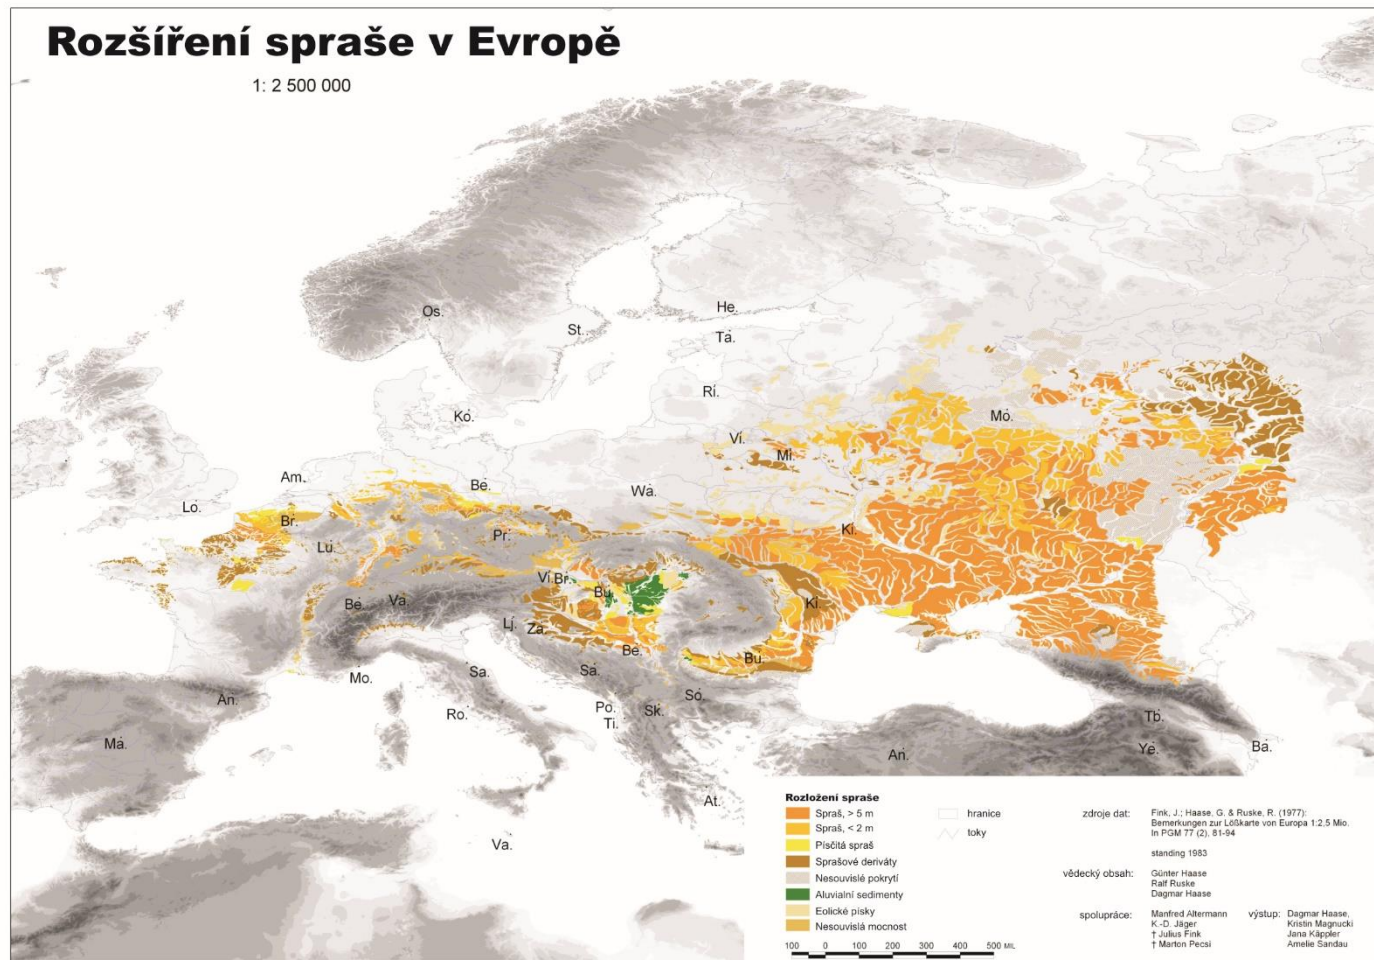 Rozšíření spraše v Evropě
1: 2 500 000
Os.
He.
St.
Ta.
Ri.
Ko.
Mo.
Vi.
Mi.
Am.
Be.
Wa.
Lo.
Br.
Ki.
Pr.
Lu.
Vi.
Br.
Bu.
Be.
Va.
Ki.
Lj.
Za.
Be.
Bu.
Mo.
Sa.
Sa.
So.
An.
Po.
Sk.
Ro.
Ti.
Tb.
Ma.
An.
Ye.
Ba.
At.
Va.
Rozložení spraše
Spraš, > 5 m
Spraš, < 2 m
Písčitá spraš
Sprašové deriváty
Nesouvislé pokrytí
Aluvialní sedimenty
Eolické písky
Nesouvislá mocnost
100 0 100 200 300 400 500 MIL
hranice
toky
zdroje dat:
Fink, J.; Haase, G. & Ruske, R. (1977):
Bemerkungen zur Lößkarte von Europa 1:2,5 Mio.
In PGM 77 (2), 81-94
standing 1983
vědecký obsah:
Günter Haase
Ralf Ruske
Dagmar Haase
spolupráce:
Manfred Altermann
K.-D. Jäger
† Julius Fink
† Marton Pecsi
výstup:
Dagmar Haase,
Kristin Magnucki
Jana Käppler
Amelie Sandau